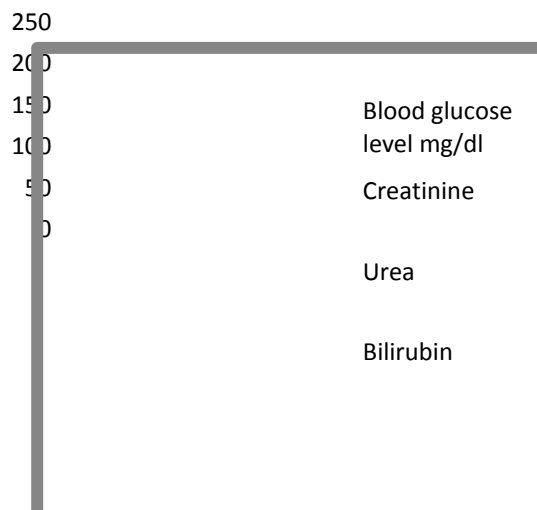 250
200
150
100
50
0
Blood glucose
level mg/dl
Creatinine
Urea
Bilirubin